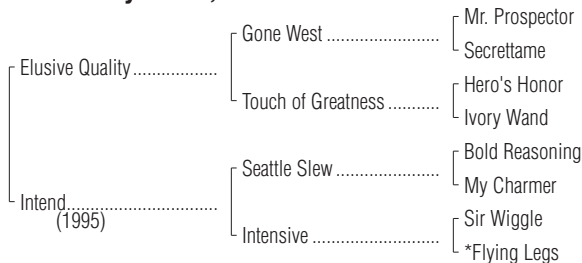 Mr. Prospector
Gone West
Secrettame
Elusive Quality
Hero's Honor
Touch of Greatness
Ivory Wand
Bold Reasoning
Seattle Slew
My Charmer
Intend
(1995)
Sir Wiggle
Intensive
*Flying Legs